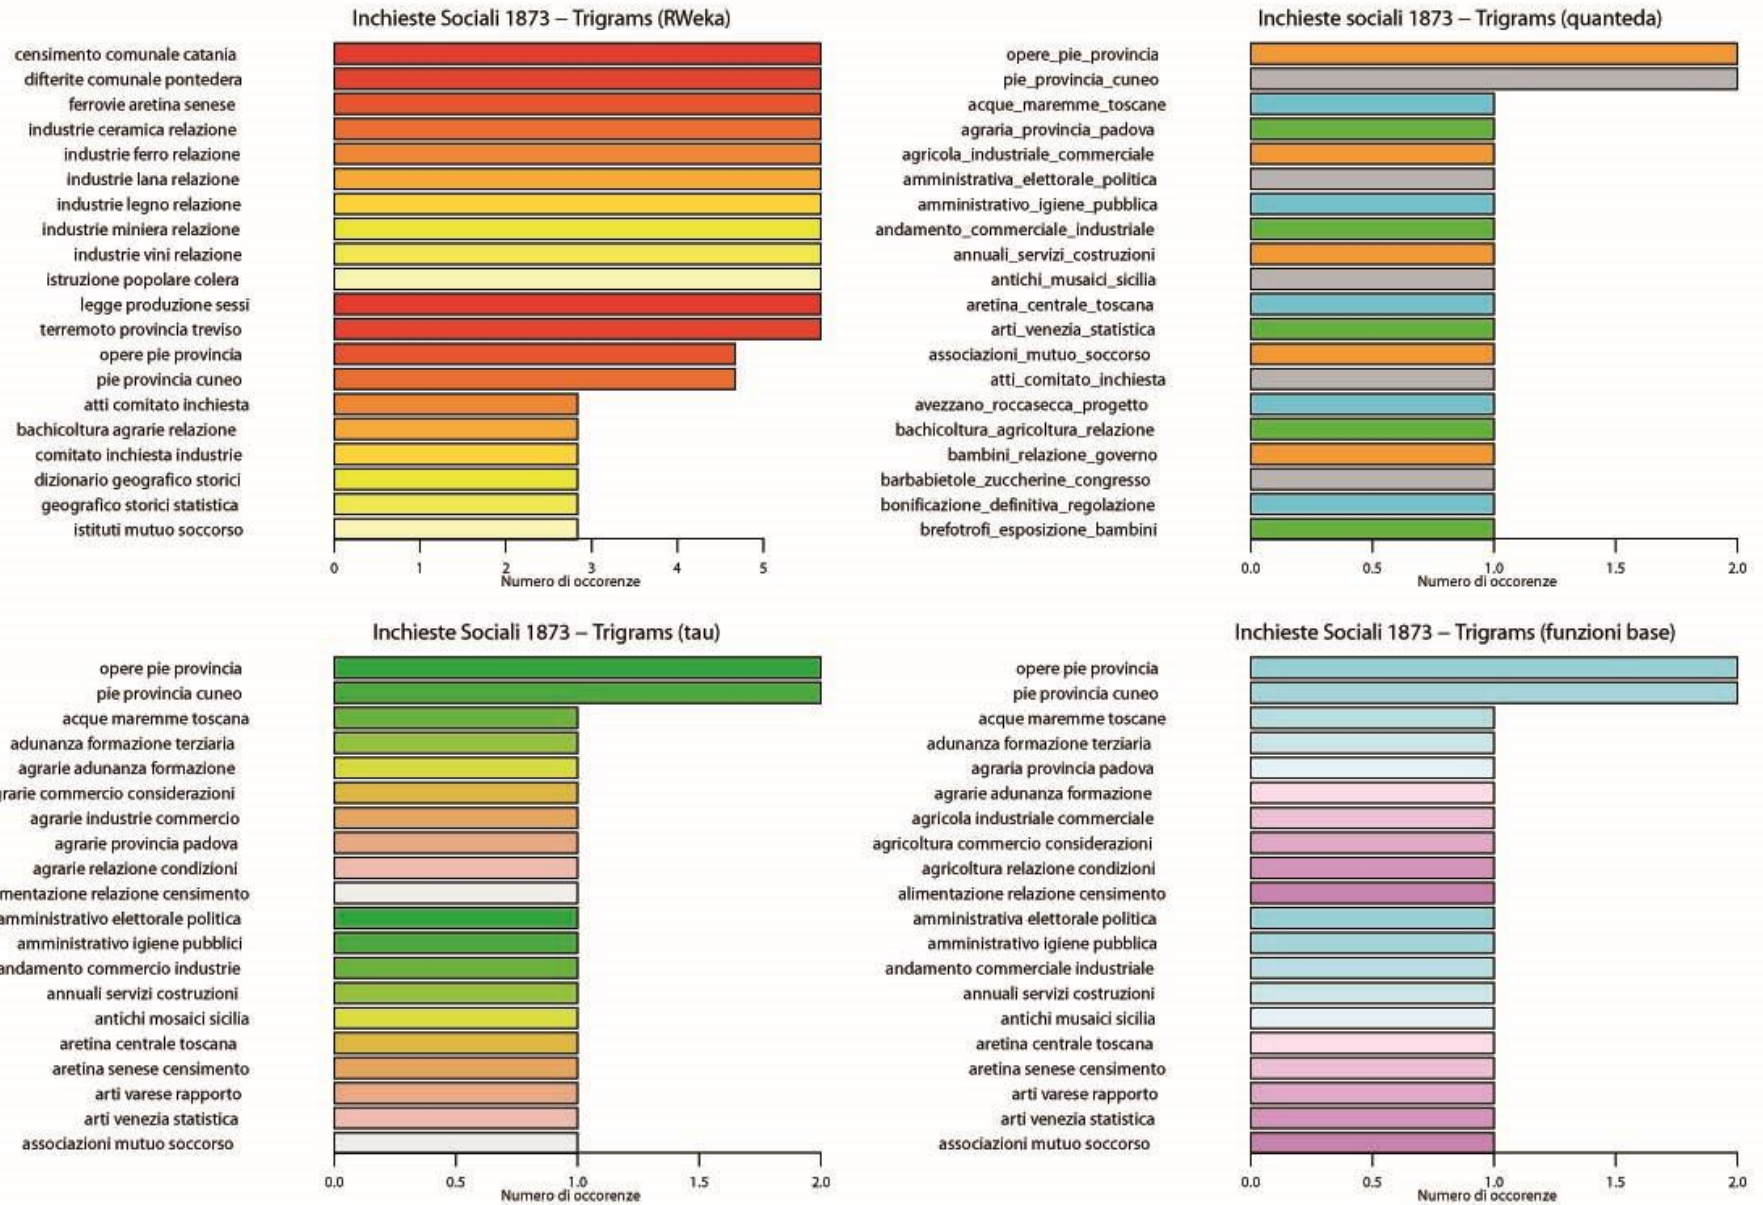 Inchieste Sociali 1873 – Trigrams (RWeka)
censimento comunale catania
difterite comunale pontedera
ferrovie aretina senese
industrie ceramica relazione
industrie ferro relazione
industrie lana relazione
industrie legno relazione
industrie miniera relazione
industrie vini relazione
istruzione popolare colera
legge produzione sessi
terremoto provincia treviso
opere pie provincia
pie provincia cuneo
atti comitato inchiesta
bachicoltura agrarie relazione
comitato inchiesta industrie
dizionario geografico storici
geografico storici statistica
istituti mutuo soccorso
0 1 2 3 4 5
Numero di occorenze
Inchieste sociali 1873 – Trigrams (quanteda)
opere_pie_provincia
pie_provincia_cuneo
acque_maremme_toscane
agraria_provincia_padova
agricola_industriale_commerciale
amministrativa_elettorale_politica
amministrativo_igiene_pubblica
andamento_commerciale_industriale
annuali_servizi_costruzioni
antichi_musaici_sicilia
aretina_centrale_toscana
arti_venezia_statistica
associazioni_mutuo_soccorso
atti_comitato_inchiesta
avezzano_roccasecca_progetto
bachicoltura_agricoltura_relazione
bambini_relazione_governo
barbabietole_zuccherine_congresso
bonificazione_definitiva_regolazione
brefotrofi_esposizione_bambini
0.0 0.5 1.0 1.5 2.0
Numero di occorenze
Inchieste Sociali 1873 – Trigrams (tau)
opere pie provincia
pie provincia cuneo
acque maremme toscana
adunanza formazione terziaria
agrarie adunanza formazione
grarie commercio considerazioni
agrarie industrie commercio
agrarie provincia padova
agrarie relazione condizioni
mentazione relazione censimento
amministrativo elettorale politica
amministrativo igiene pubblici
andamento commercio industrie
annuali servizi costruzioni
antichi mosaici sicilia
aretina centrale toscana
aretina senese censimento
arti varese rapporto
arti venezia statistica
associazioni mutuo soccorso
0.0 0.5 1.0 1.5 2.0
Numero di occorenze
Inchieste Sociali 1873 – Trigrams (funzioni base)
opere pie provincia
pie provincia cuneo
acque maremme toscane
adunanza formazione terziaria
agraria provincia padova
agrarie adunanza formazione
agricola industriale commerciale
agricoltura commercio considerazioni
agricoltura relazione condizioni
alimentazione relazione censimento
amministrativa elettorale politica
amministrativo igiene pubblica
andamento commerciale industriale
annuali servizi costruzioni
antichi musaici sicilia
aretina centrale toscana
aretina senese censimento
arti varese rapporto
arti venezia statistica
associazioni mutuo soccorso
0.0 0.5 1.0 1.5 2.0
Numero di occorenze